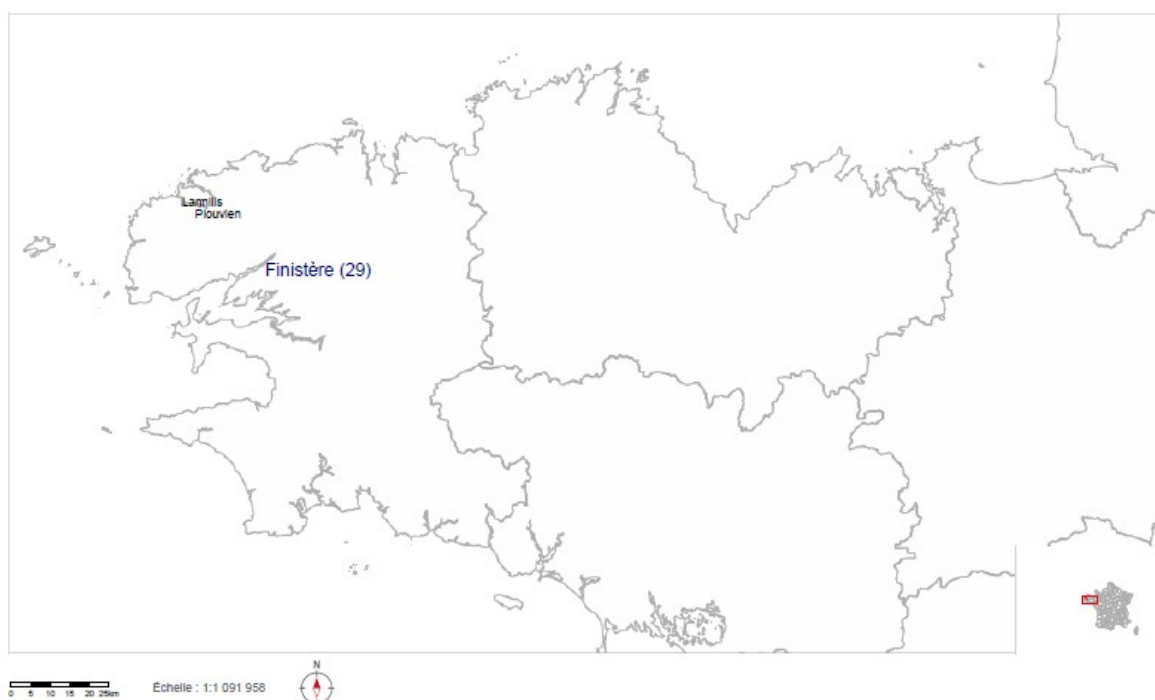 Lannilis
Plouvien
Finistère (29)
N
0 5 10 15 20 25km
Échelle : 1:1 091 958